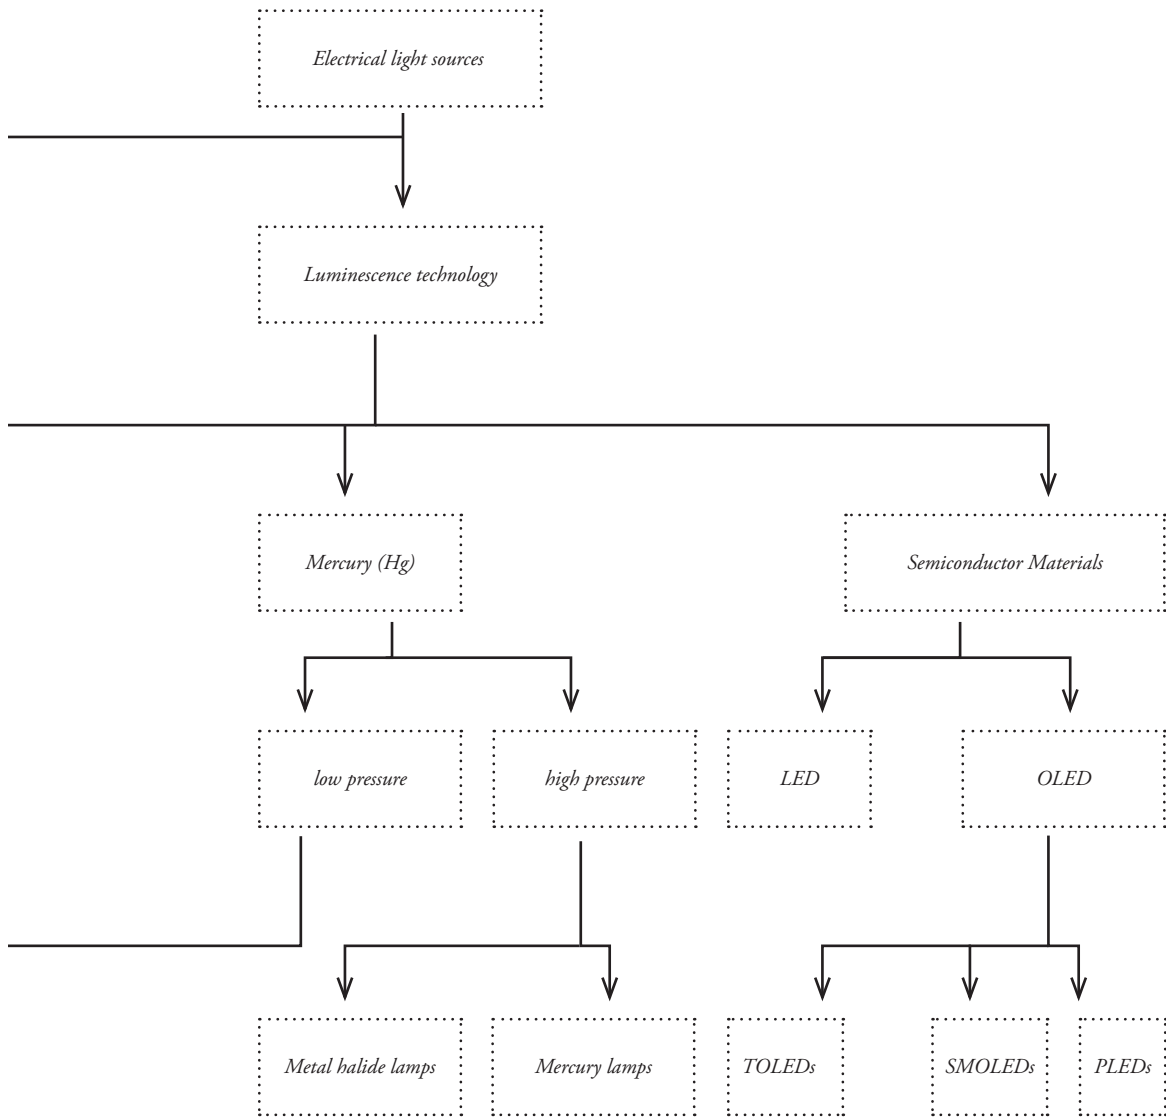 Electrical light sources
Luminescence technology
Mercury (Hg)
Semiconductor Materials
low pressure
high pressure
LED
OLED
Metal halide lamps
Mercury lamps
TOLEDs
SMOLEDs
PLEDs